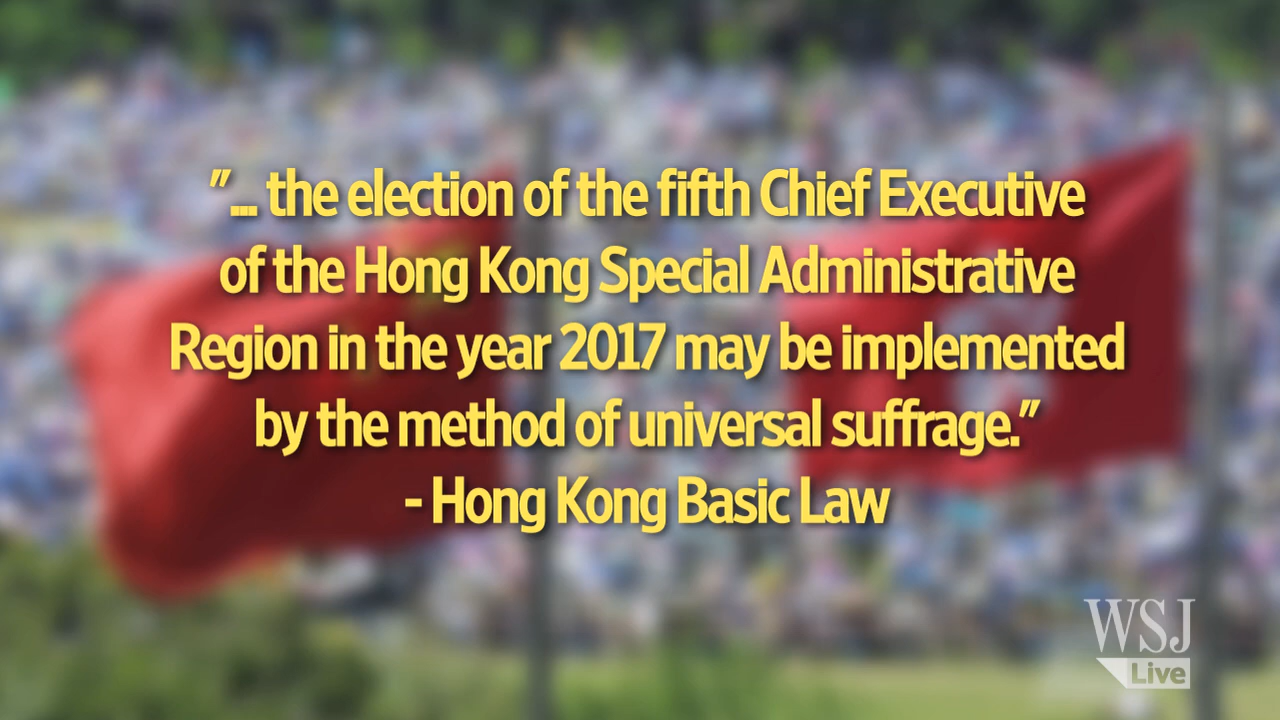 "... the election of the fifth Chief Executive
of the Hong Kong Special Administrative
Region in the year 2017 may be implemented
by the method of universal suffrage."
- Hong Kong Basic Law
WSJ
Live